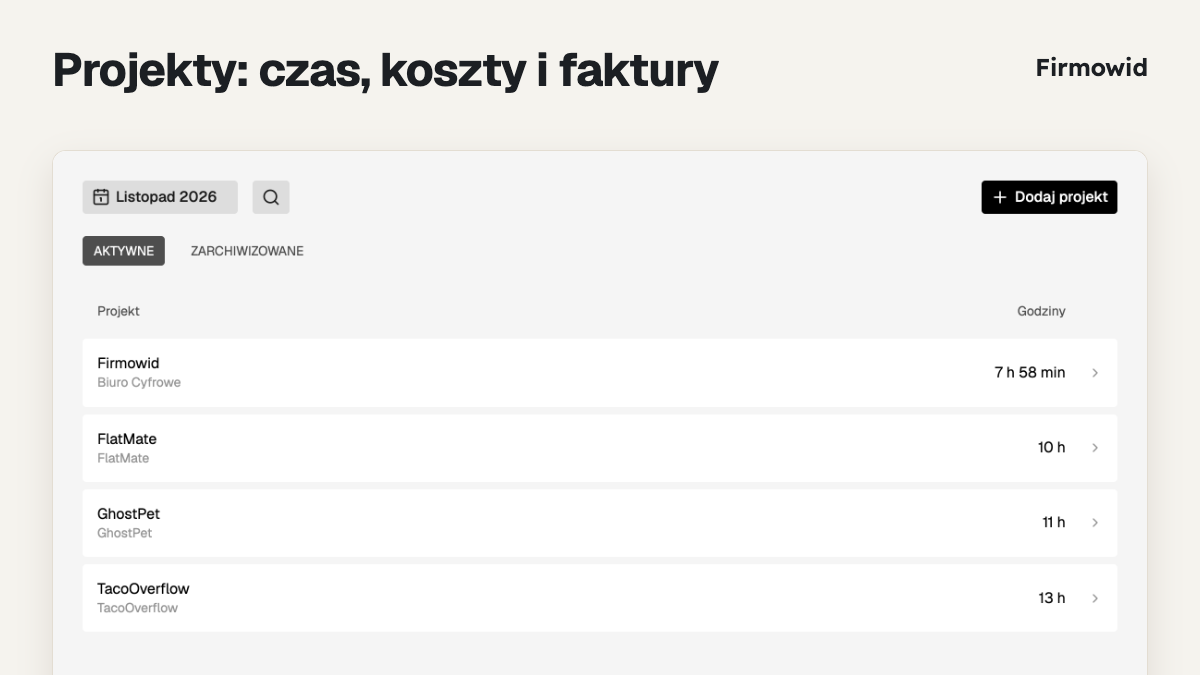 Projekty: czas, koszty i faktury
Firmowid
Listopad 2026
Dodaj projekt
AKTYWNE
ZARCHIWIZOWANE
Projekt
Godziny
Firmowid
Biuro Cyfrowe
7 h 58 min
FlatMate
FlatMate
10 h
GhostPet
GhostPet
11 h
TacoOverflow
TacoOverflow
13 h